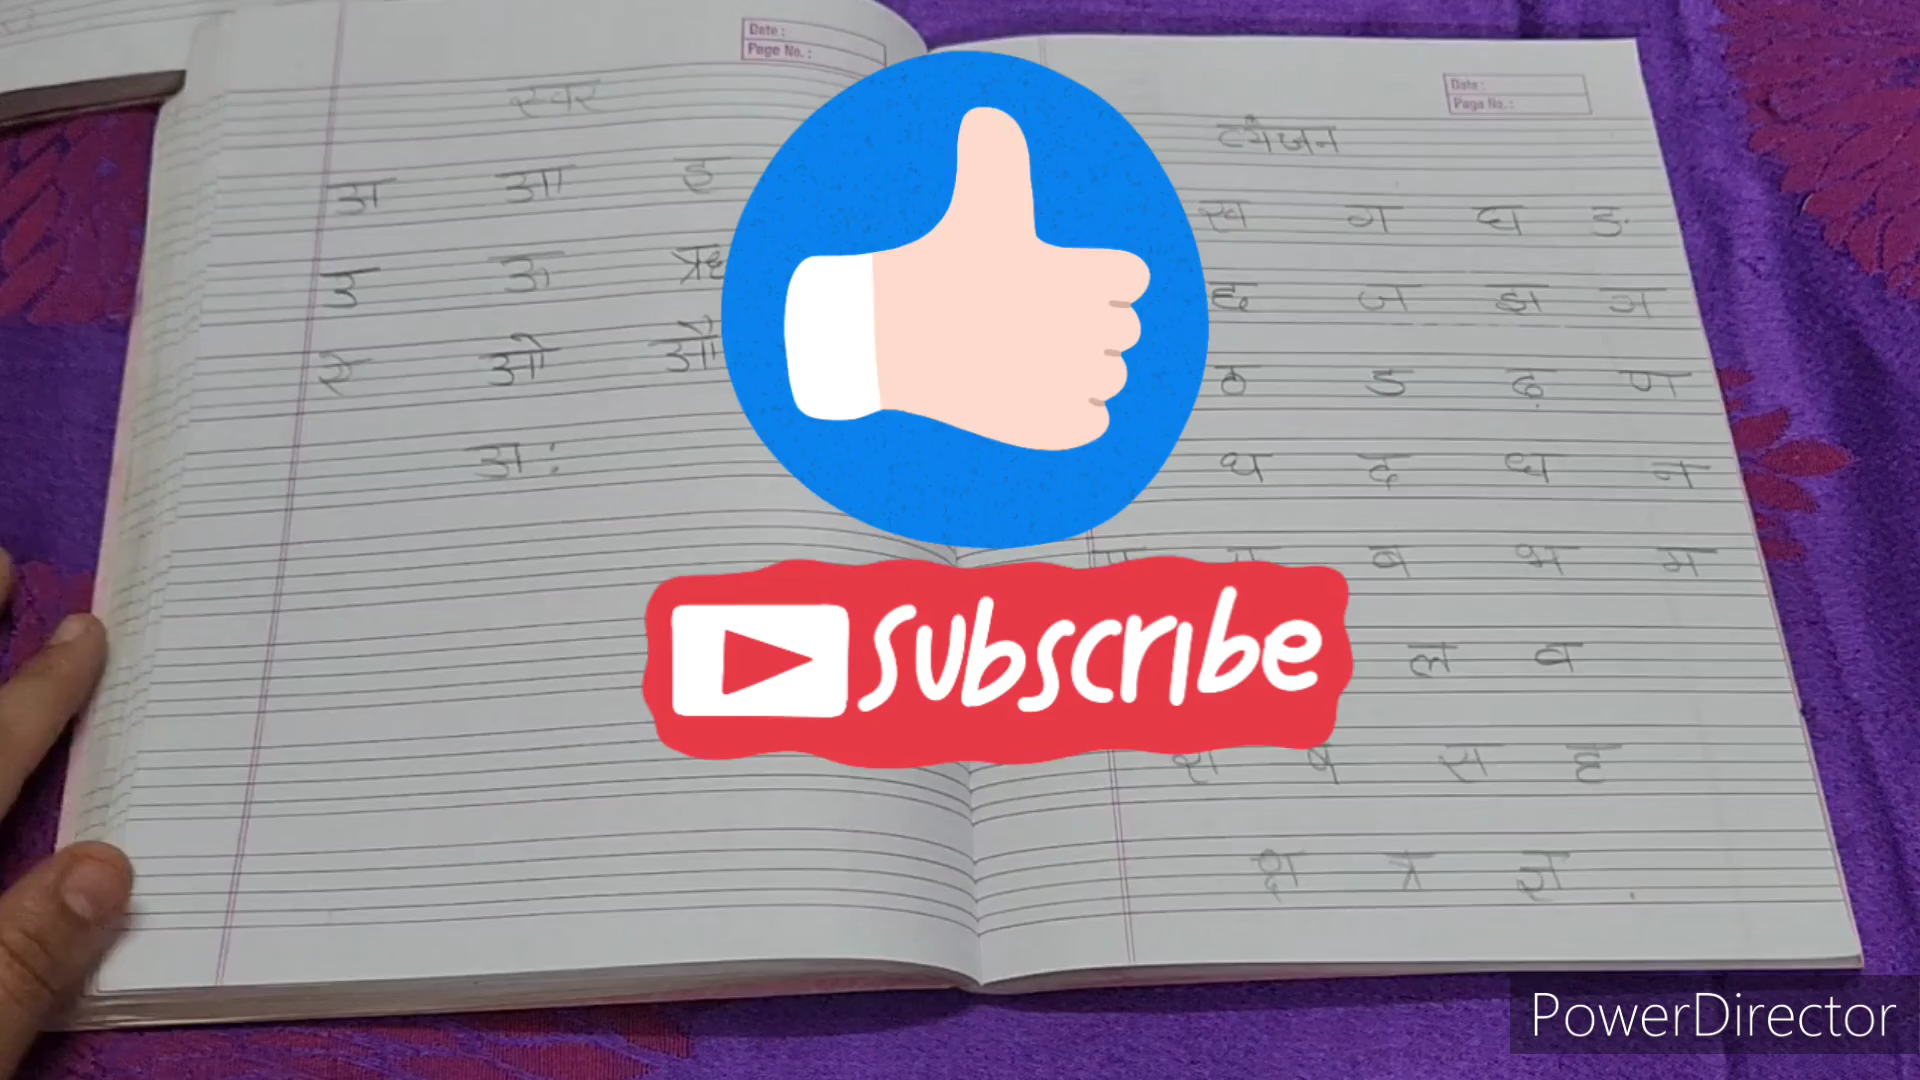 Date :
Page No. :
स्वर
अ आ इ
उ ऊ ऋ
ऐ ओ औ
अ :
Date :
Page No. :
व्यंजन
ख ग घ ङ
छ ज झ ञ
ठ ड ढ़ ण
थ द ध न
ब भ म
ल व
श ष स ह
क्ष त्र ज्ञ .
Subscribe
PowerDirector